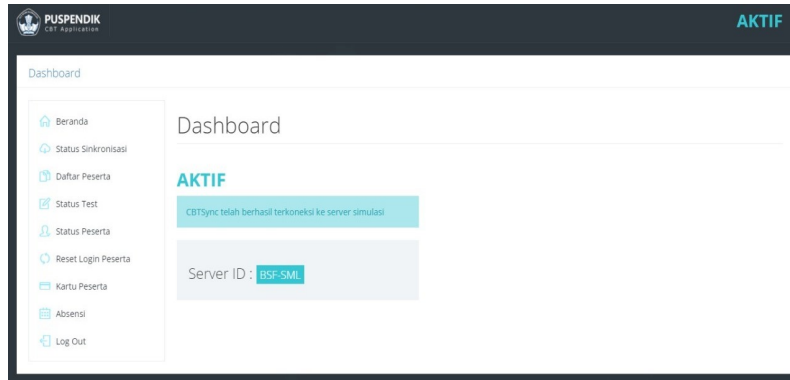 PUSPENDIK
CBT Application
AKTIF
Dashboard
Beranda
Status Sinkronisasi
Daftar Peserta
Status Test
Status Peserta
Reset Login Peserta
Kartu Peserta
Absensi
Log Out
Dashboard
AKTIF
CBTSync telah berhasil terkoneksi ke server simulasi
Server ID : BSF-SML